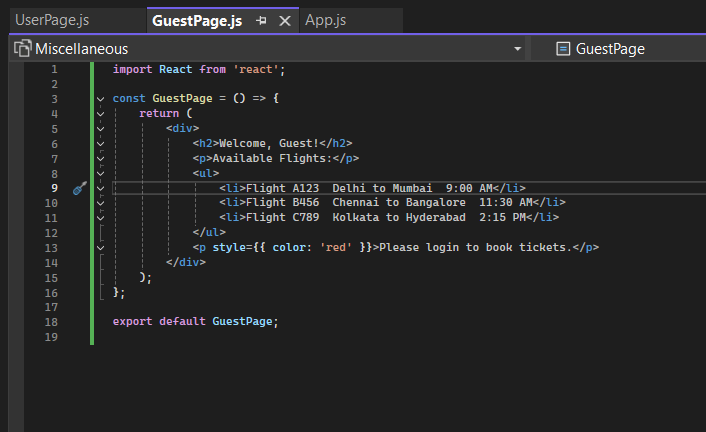 UserPage.js GuestPage.js App.js
Miscellaneous GuestPage
1 import React from 'react';
2
3 const GuestPage = () => {
4 return (
5 <div>
6 <h2>Welcome, Guest!</h2>
7 <p>Available Flights:</p>
8 <ul>
9 <li>Flight A123  Delhi to Mumbai  9:00 AM</li>
10 <li>Flight B456  Chennai to Bangalore  11:30 AM</li>
11 <li>Flight C789  Kolkata to Hyderabad  2:15 PM</li>
12 </ul>
13 <p style={{ color: 'red' }}>Please login to book tickets.</p>
14 </div>
15 );
16 };
17
18 export default GuestPage;
19